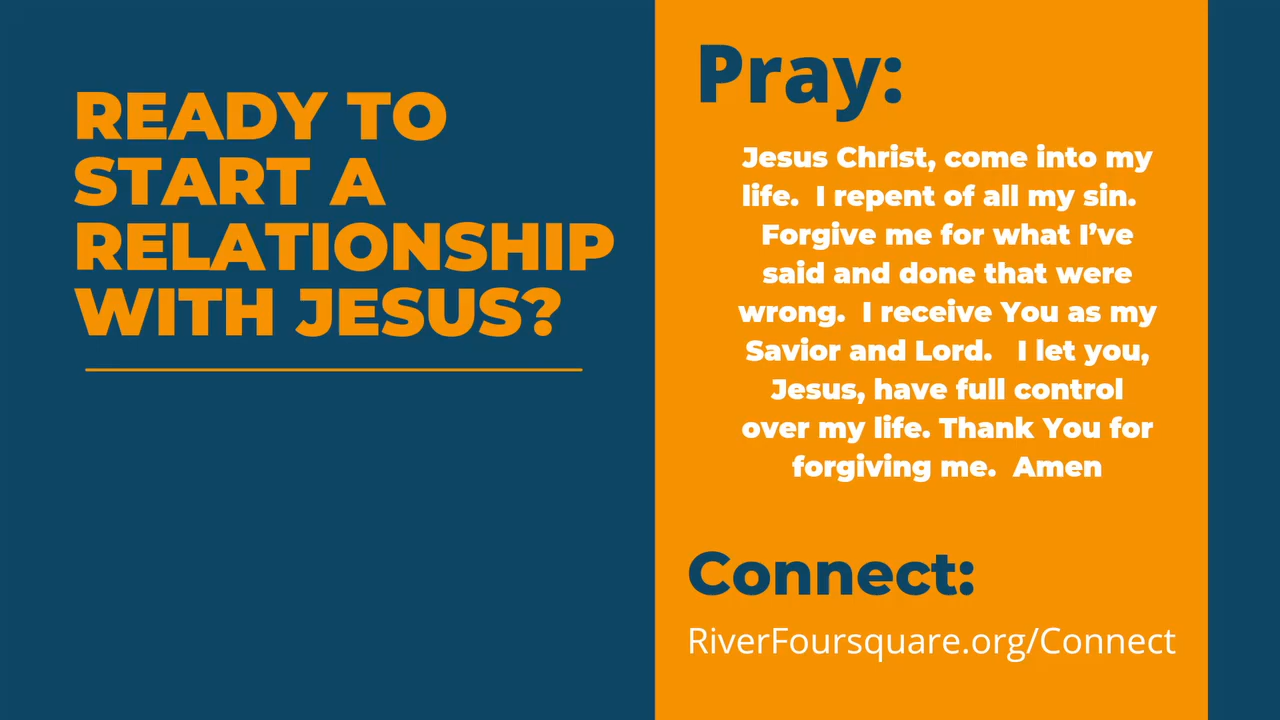 READY TO
START A
RELATIONSHIP
WITH JESUS?
Pray:
Jesus Christ, come into my
life.  I repent of all my sin.
Forgive me for what I’ve
said and done that were
wrong.  I receive You as my
Savior and Lord.   I let you,
Jesus, have full control
over my life. Thank You for
forgiving me.  Amen
Connect:
RiverFoursquare.org/Connect